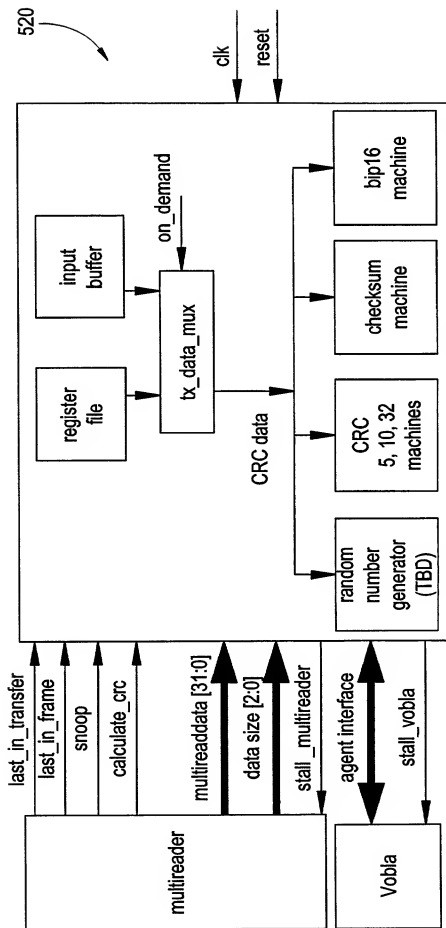 520
clk
reset
register
file
input
buffer
on_demand
tx_data_mux
CRC data
random
number
generator
(TBD)
CRC
5, 10, 32
machines
checksum
machine
bip16
machine
last_in_transfer
last_in_frame
snoop
calculate_crc
multireaddata [31:0]
data size [2:0]
stall_multireader
agent interface
stall_vobla
multireader
Vobla